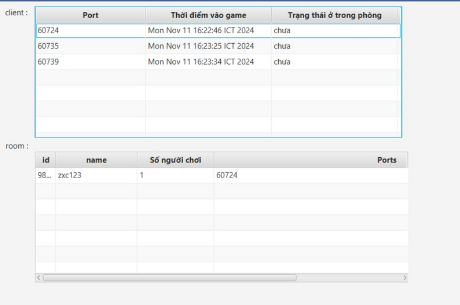 client :
Port Thời điểm vào game Trạng thái ở trong phòng
60724 Mon Nov 11 16:22:46 ICT 2024 chưa
60735 Mon Nov 11 16:23:25 ICT 2024 chưa
60739 Mon Nov 11 16:23:34 ICT 2024 chưa
room :
id name Số người chơi Ports
98... zxc123 1 60724